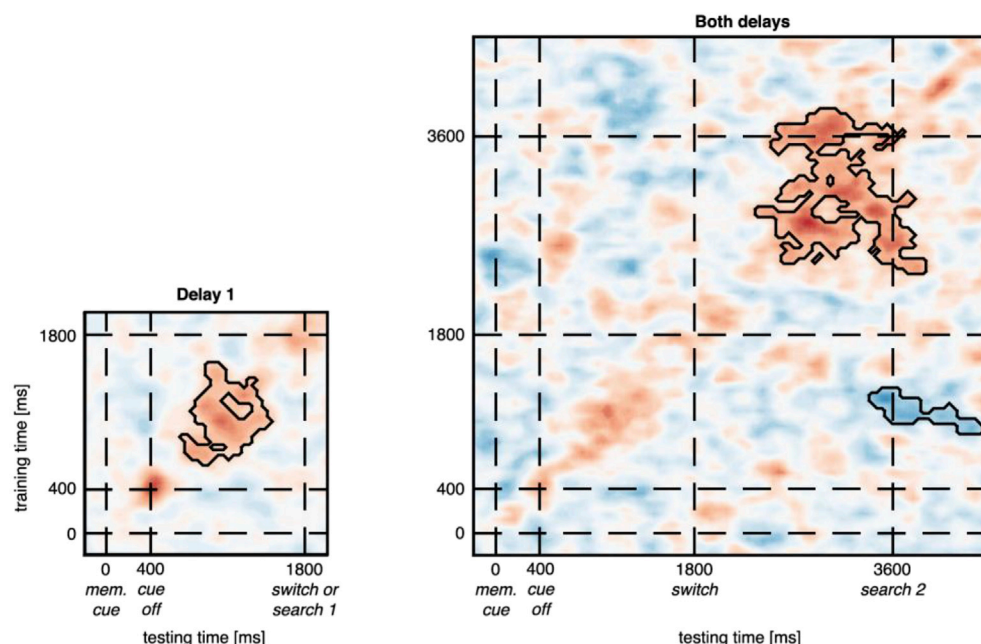 Both delays
3600
1800
400
0
Delay 1
1800
400
0
training time [ms]
0 400 1800
mem. cue switch or
cue off search 1
testing time [ms]
0 400 1800 3600
mem. cue switch search 2
cue off
testing time [ms]